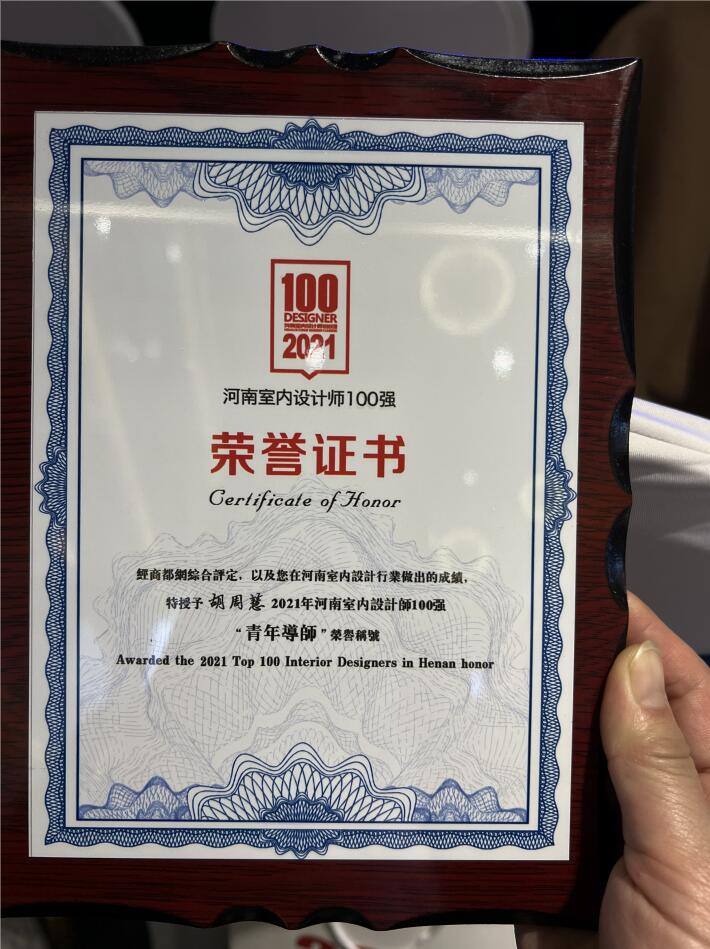 100
DESIGNER
2021
河南室内设计师100强
荣誉证书
Certificate of Honor
經商都網綜合評定，以及您在河南室内設計行業做出的成績，
特授予 胡周慧 2021年河南室内設計師100强
“青年導師”榮譽稱號
Awarded the 2021 Top 100 Interior Designers in Henan honor